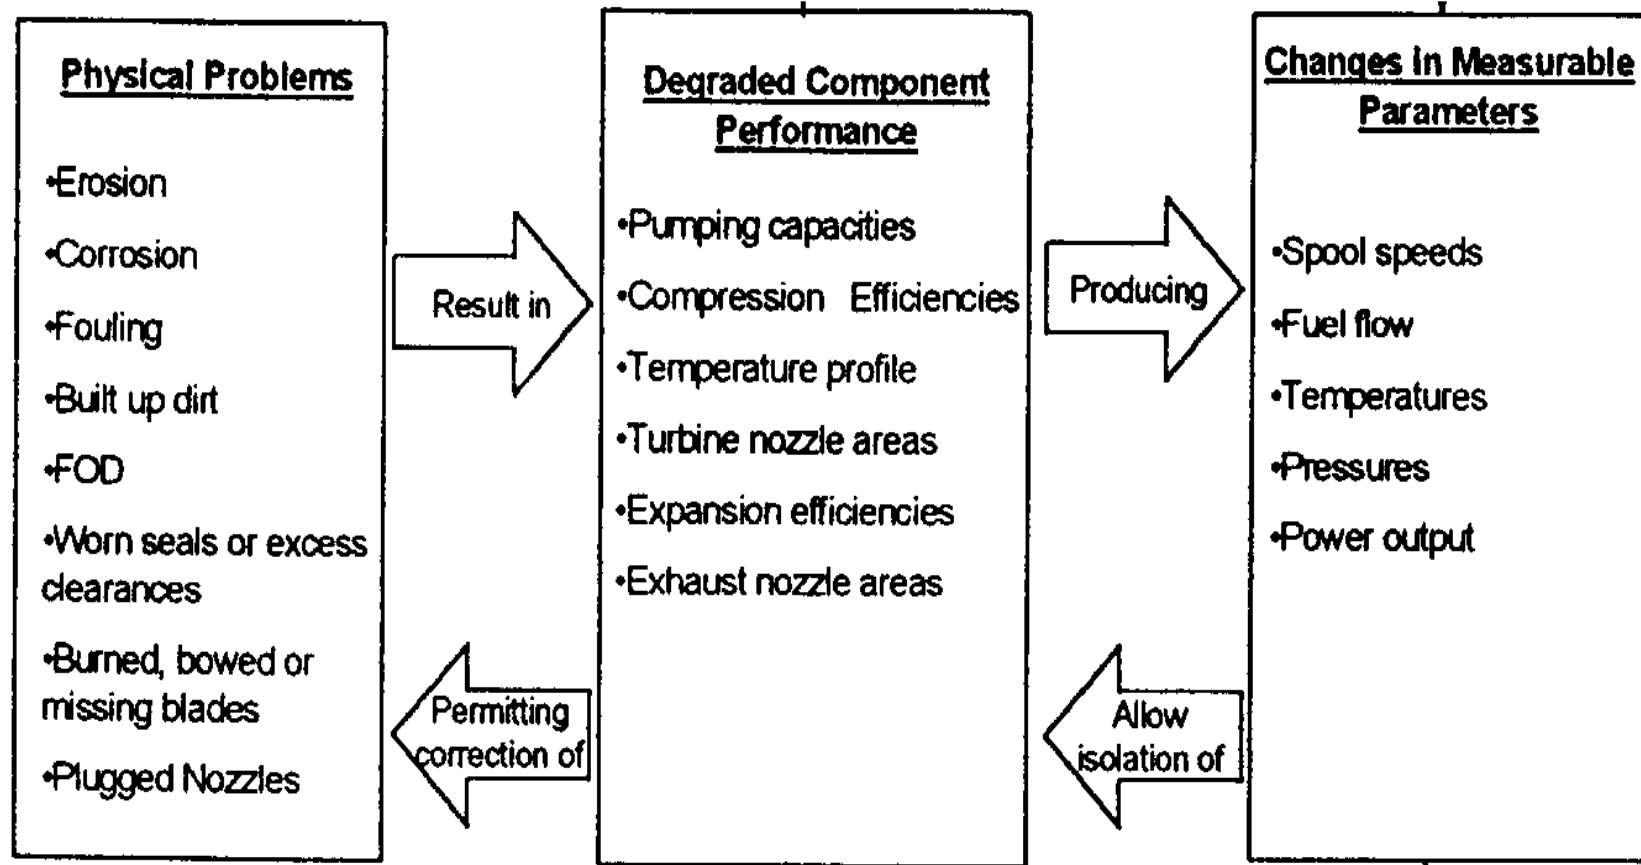 Physical Problems
•Erosion
•Corrosion
•Fouling
•Built up dirt
•FOD
•Worn seals or excess
clearances
•Burned, bowed or
missing blades
•Plugged Nozzles
Result in
Permitting
correction of
Degraded Component
Performance
•Pumping capacities
•Compression Efficiencies
•Temperature profile
•Turbine nozzle areas
•Expansion efficiencies
•Exhaust nozzle areas
Producing
Allow
isolation of
Changes in Measurable
Parameters
•Spool speeds
•Fuel flow
•Temperatures
•Pressures
•Power output